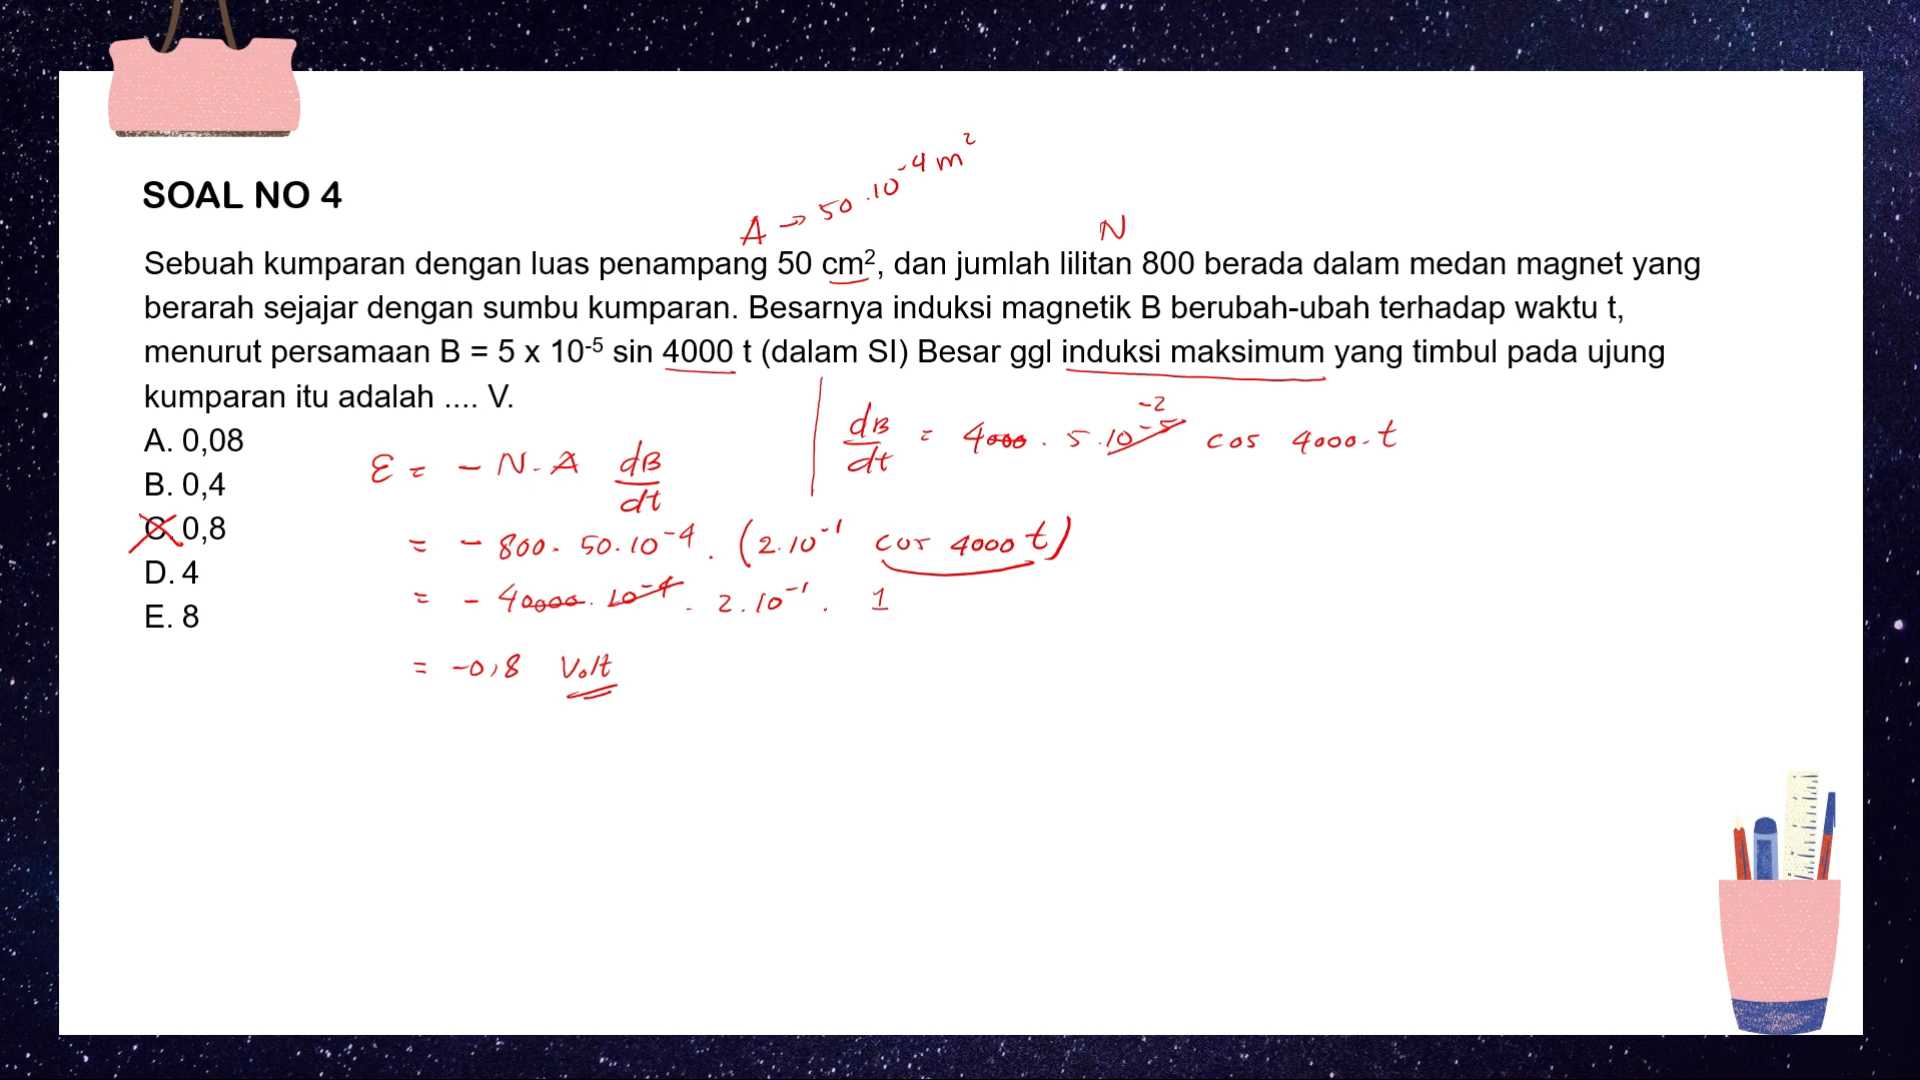 A → 50 . 10⁻⁴ m²
SOAL NO 4
N
Sebuah kumparan dengan luas penampang 50 cm², dan jumlah lilitan 800 berada dalam medan magnet yang
berarah sejajar dengan sumbu kumparan. Besarnya induksi magnetik B berubah-ubah terhadap waktu t,
menurut persamaan B = 5 x 10⁻⁵ sin 4000 t (dalam SI) Besar ggl induksi maksimum yang timbul pada ujung
kumparan itu adalah .... V.
A. 0,08
B. 0,4
C. 0,8
D. 4
E. 8
-2
dB/dt = 4000 . 5 . 10⁻⁵ cos 4000 . t
ε = - N . A dB/dt
= - 800 . 50 . 10⁻⁴ . (2 . 10⁻¹ cos 4000 t)
= - 40000 . 10⁻⁴ . 2 . 10⁻¹ . 1
= -0,8 Volt